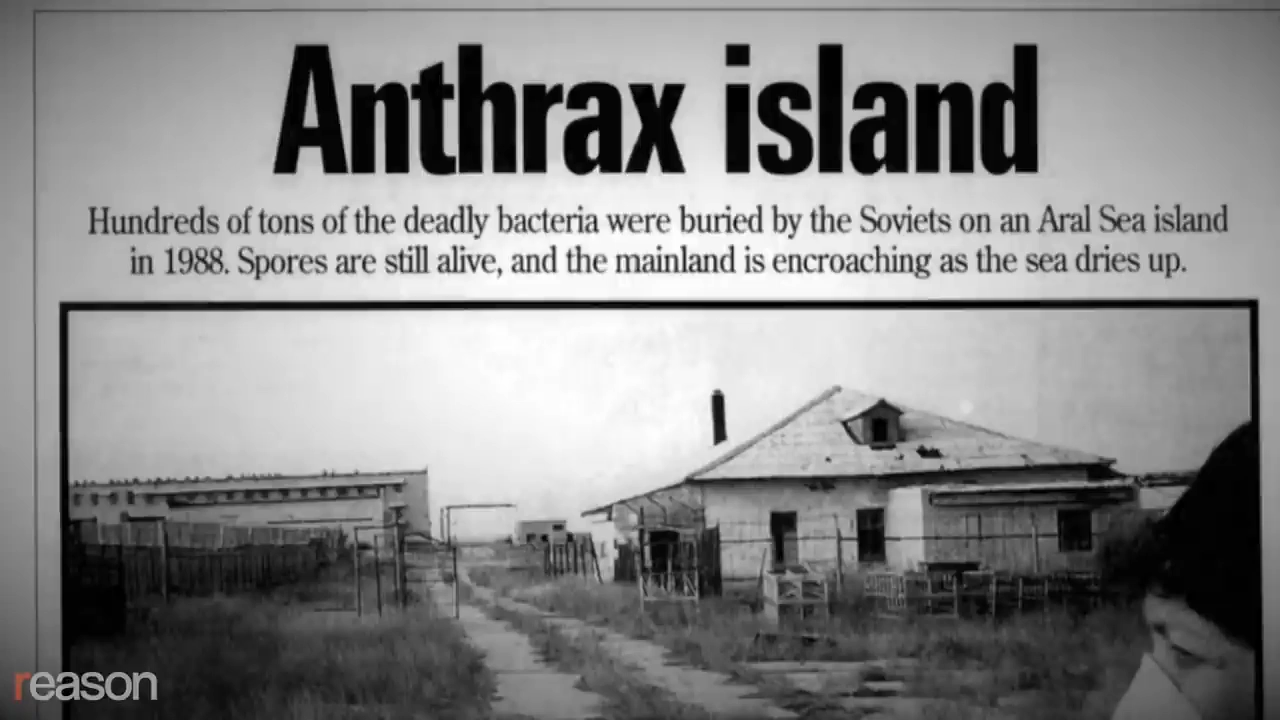 Anthrax island
Hundreds of tons of the deadly bacteria were buried by the Soviets on an Aral Sea island
in 1988. Spores are still alive, and the mainland is encroaching as the sea dries up.
reason